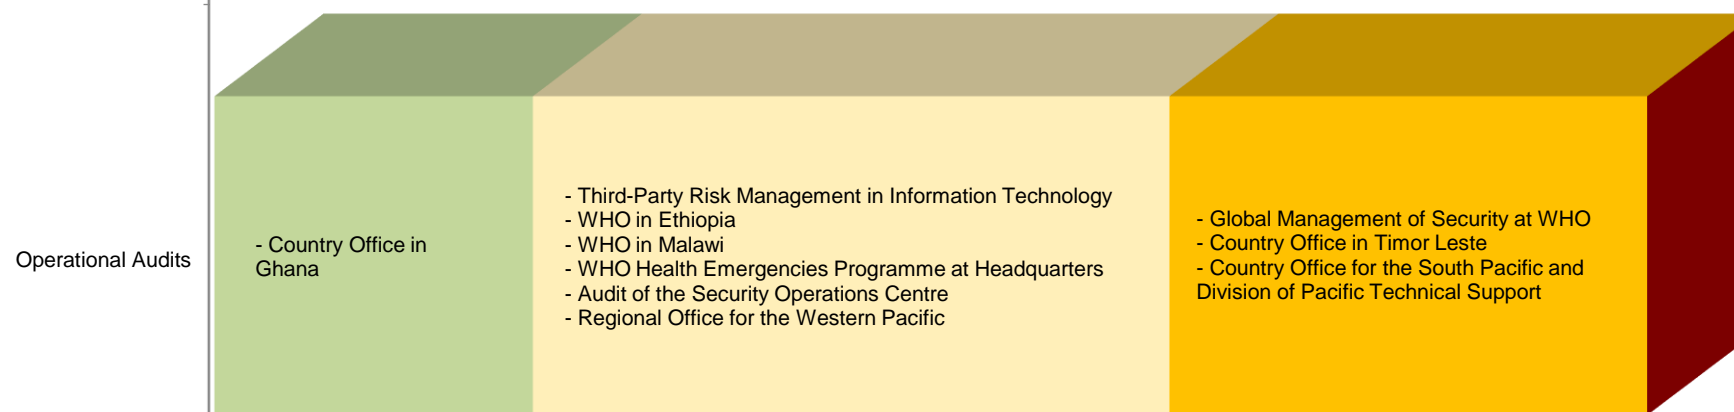 Operational Audits
- Country Office in
Ghana
- Third-Party Risk Management in Information Technology
- WHO in Ethiopia
- WHO in Malawi
- WHO Health Emergencies Programme at Headquarters
- Audit of the Security Operations Centre
- Regional Office for the Western Pacific
- Global Management of Security at WHO
- Country Office in Timor Leste
- Country Office for the South Pacific and
Division of Pacific Technical Support